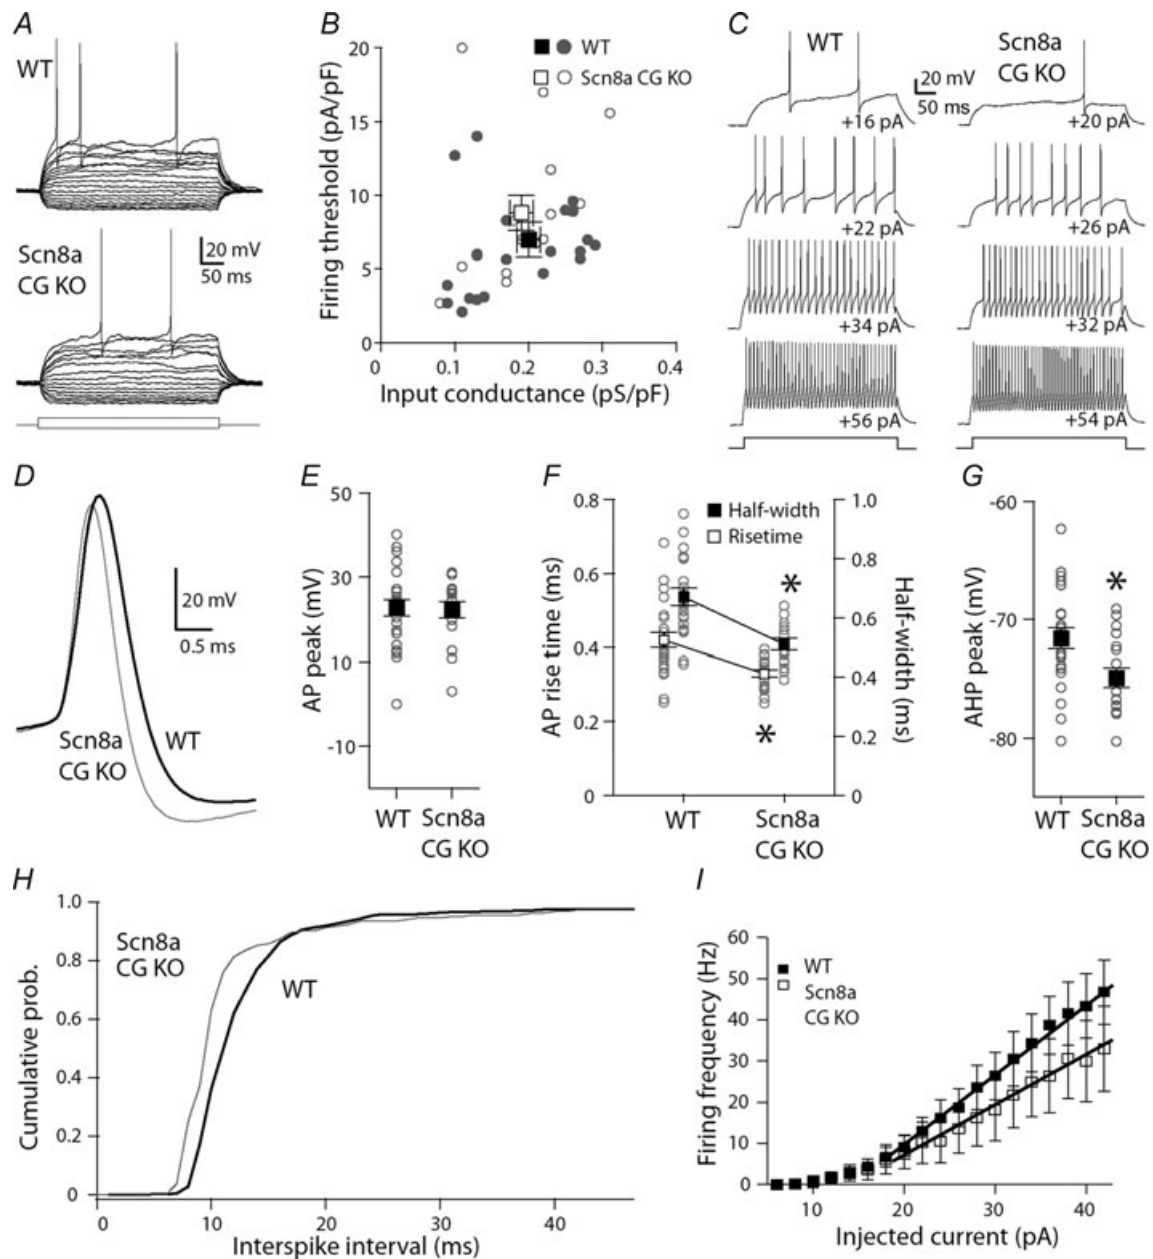 A
WT
Scn8a
CG KO
20 mV
50 ms
B
Firing threshold (pA/pF)
20
15
10
5
0
0.1
0.2
0.3
0.4
Input conductance (pS/pF)
WT
Scn8a CG KO
C
WT
Scn8a
CG KO
20 mV
50 ms
+16 pA
+20 pA
+22 pA
+26 pA
+34 pA
+32 pA
+56 pA
+54 pA
D
20 mV
0.5 ms
Scn8a
CG KO
WT
E
AP peak (mV)
50
30
10
-10
WT
Scn8a
CG KO
F
AP rise time (ms)
0.8
0.6
0.4
0.2
0
Half-width
Risetime
*
*
1.0
0.8
0.6
0.4
0.2
0
Half-width (ms)
WT
Scn8a
CG KO
G
AHP peak (mV)
-60
-70
-80
*
WT
Scn8a
CG KO
H
Cumulative prob.
1.0
0.8
0.6
0.4
0.2
0
Scn8a
CG KO
WT
0
10
20
30
40
Interspike interval (ms)
I
Firing frequency (Hz)
60
50
40
30
20
10
0
WT
Scn8a
CG KO
10
20
30
40
Injected current (pA)